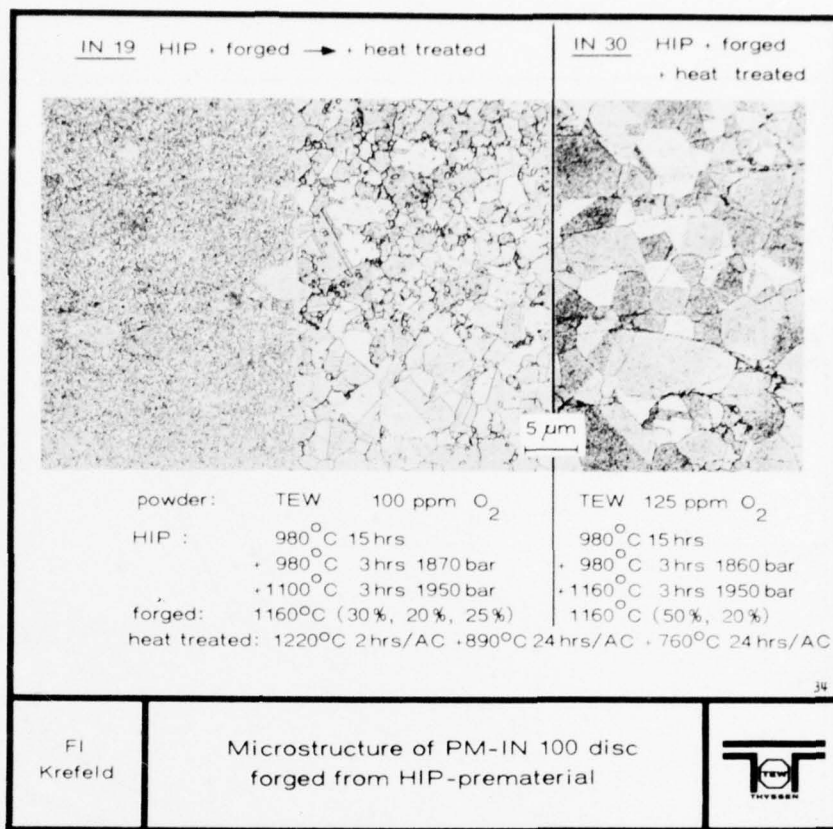 IN 19 HIP + forged → + heat treated
IN 30 HIP + forged
+ heat treated
5 µm
powder: TEW 100 ppm O2 TEW 125 ppm O2
HIP : 980°C 15 hrs 980°C 15 hrs
+ 980°C 3 hrs 1870 bar + 980°C 3 hrs 1860 bar
+ 1100°C 3 hrs 1950 bar + 1160°C 3 hrs 1950 bar
forged: 1160°C (30%, 20%, 25%) 1160°C (50%, 20%)
heat treated: 1220°C 2 hrs/AC + 890°C 24 hrs/AC + 760°C 24 hrs/AC
34
FI
Krefeld
Microstructure of PM-IN 100 disc
forged from HIP-prematerial
TEW
THYSSEN